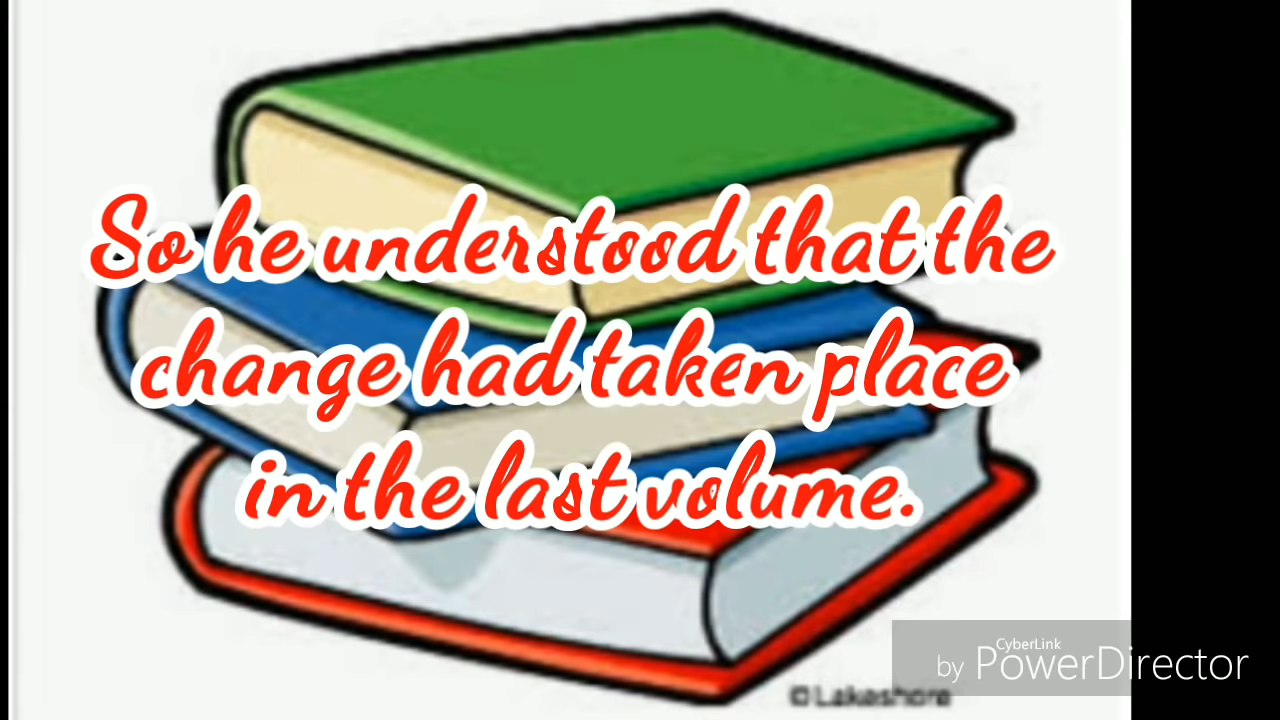 So he understood that the
change had taken place
in the last volume.
CyberLink
by PowerDirector
©Lakeshore